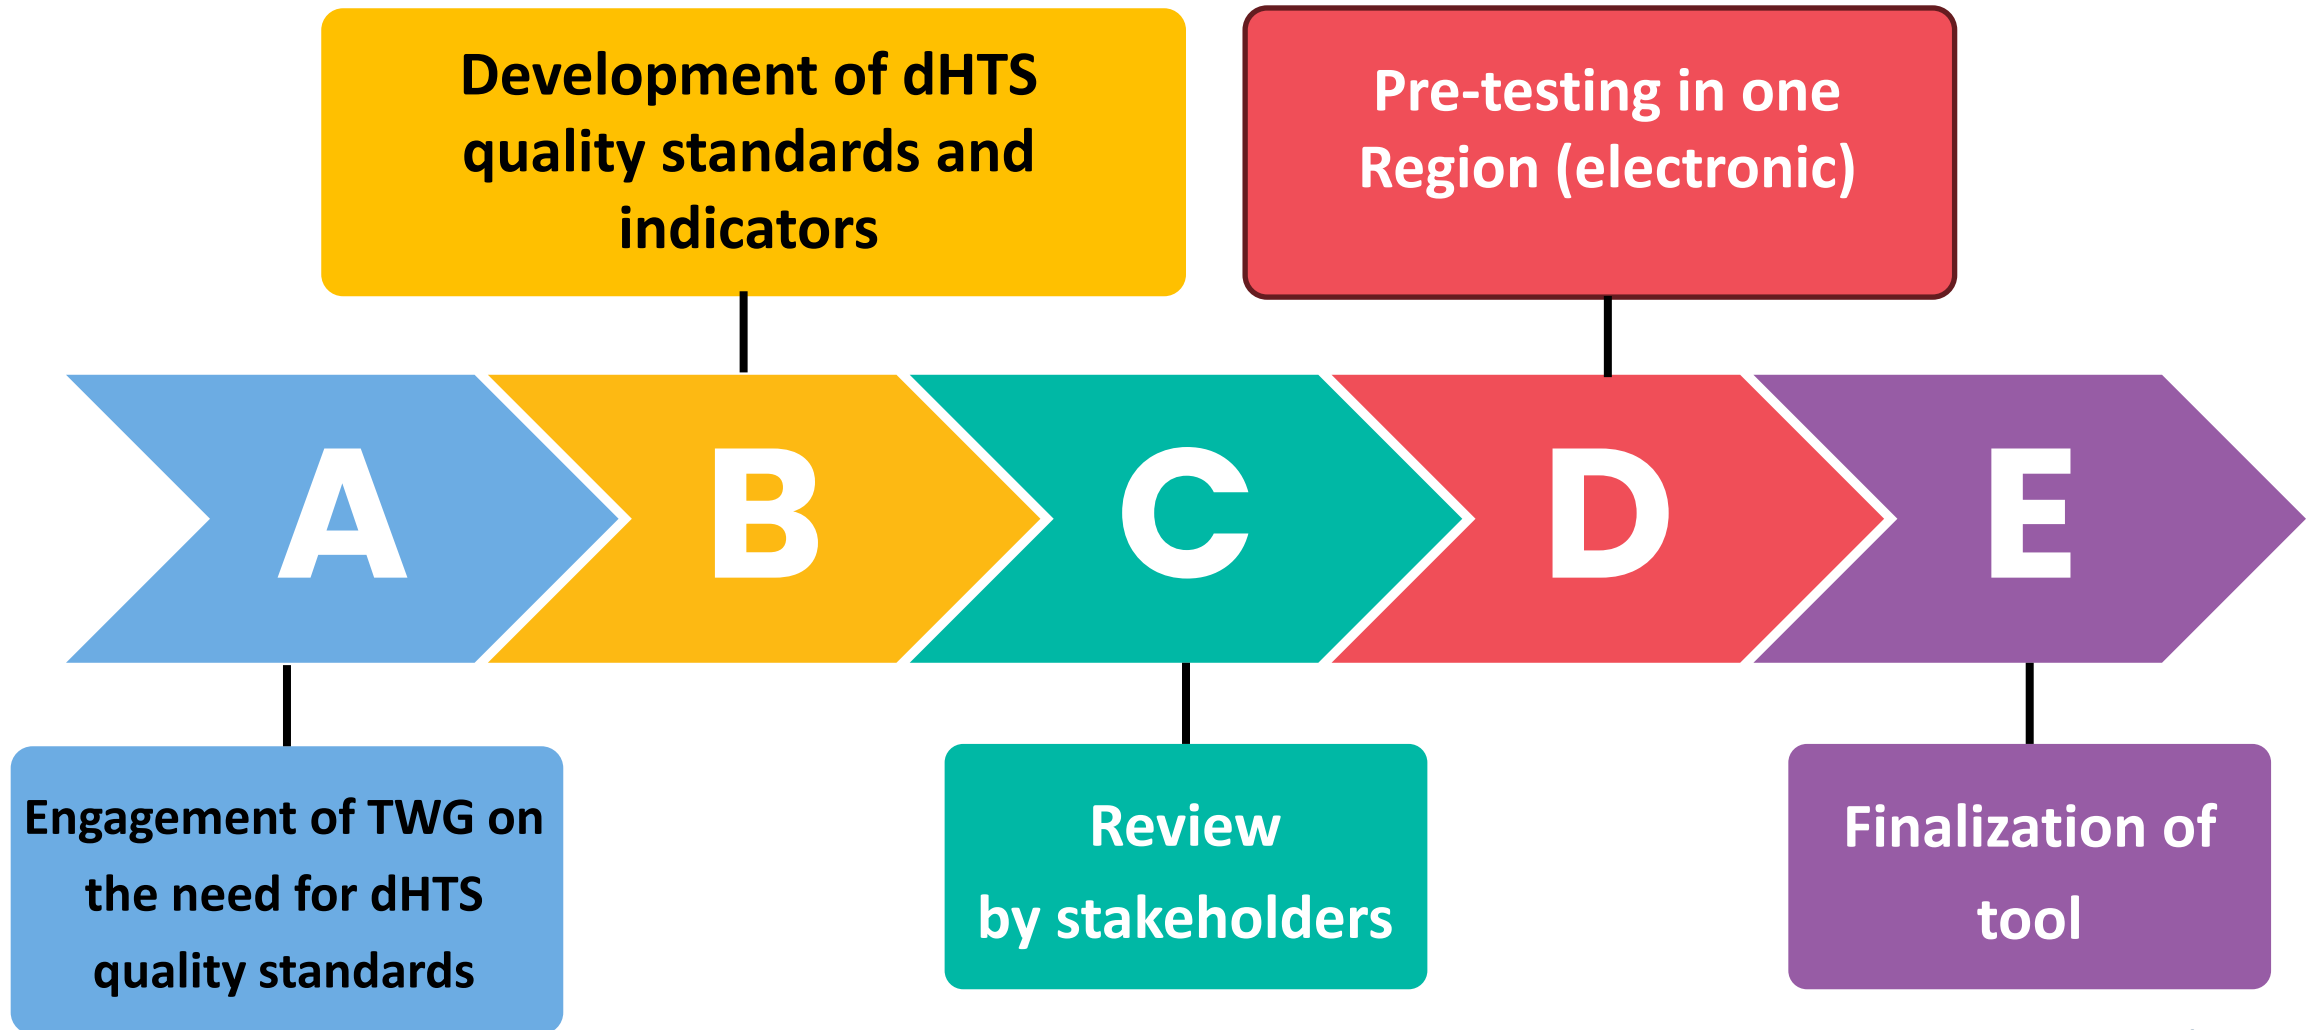 Development of dHTS
quality standards and
indicators
Pre-testing in one
Region (electronic)
A
B
C
D
E
Engagement of TWG on
the need for dHTS
quality standards
Review
by stakeholders
Finalization of
tool